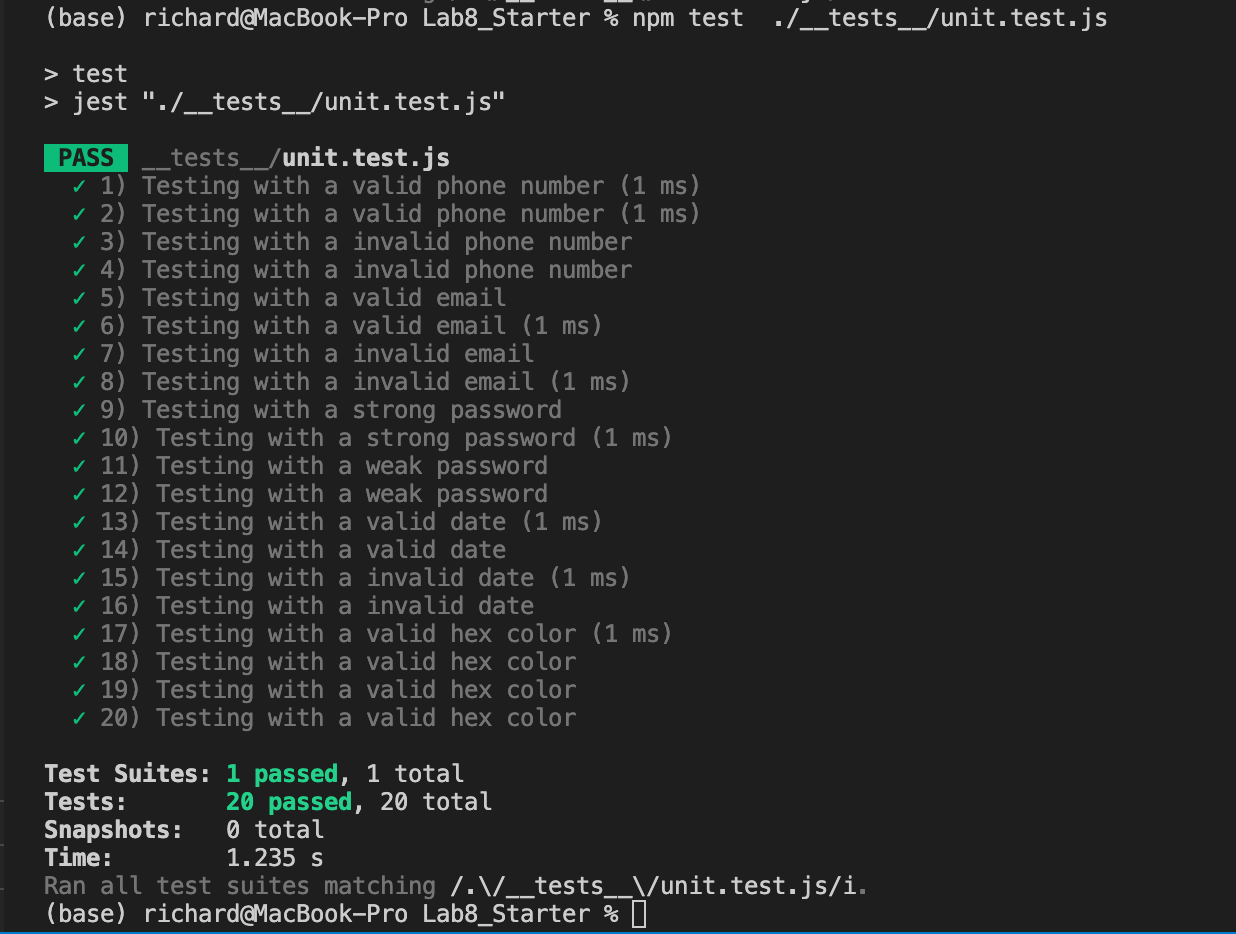 (base) richard@MacBook-Pro Lab8_Starter % npm test  ./__tests__/unit.test.js
> test
> jest "./__tests__/unit.test.js"
PASS __tests__/unit.test.js
✓ 1) Testing with a valid phone number (1 ms)
✓ 2) Testing with a valid phone number (1 ms)
✓ 3) Testing with a invalid phone number
✓ 4) Testing with a invalid phone number
✓ 5) Testing with a valid email
✓ 6) Testing with a valid email (1 ms)
✓ 7) Testing with a invalid email
✓ 8) Testing with a invalid email (1 ms)
✓ 9) Testing with a strong password
✓ 10) Testing with a strong password (1 ms)
✓ 11) Testing with a weak password
✓ 12) Testing with a weak password
✓ 13) Testing with a valid date (1 ms)
✓ 14) Testing with a valid date
✓ 15) Testing with a invalid date (1 ms)
✓ 16) Testing with a invalid date
✓ 17) Testing with a valid hex color (1 ms)
✓ 18) Testing with a valid hex color
✓ 19) Testing with a valid hex color
✓ 20) Testing with a valid hex color
Test Suites: 1 passed, 1 total
Tests:       20 passed, 20 total
Snapshots:   0 total
Time:        1.235 s
Ran all test suites matching /.\/__tests__\/unit.test.js/i.
(base) richard@MacBook-Pro Lab8_Starter %